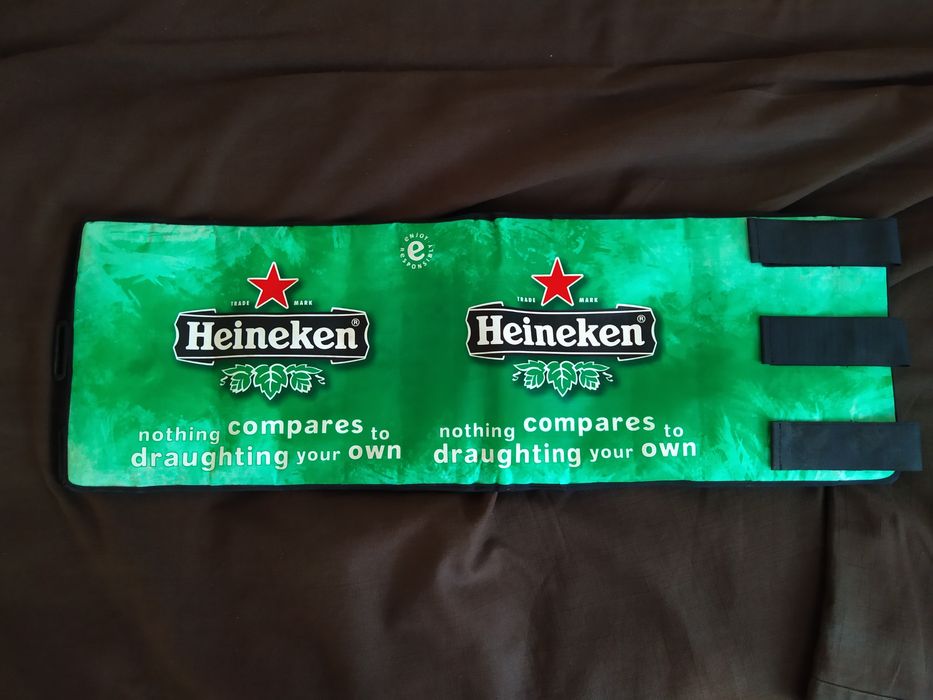 enjoy
e
responsibly
TRADE MARK
Heineken®
nothing compares to
draughting your own
TRADE MARK
Heineken®
nothing compares to
draughting your own